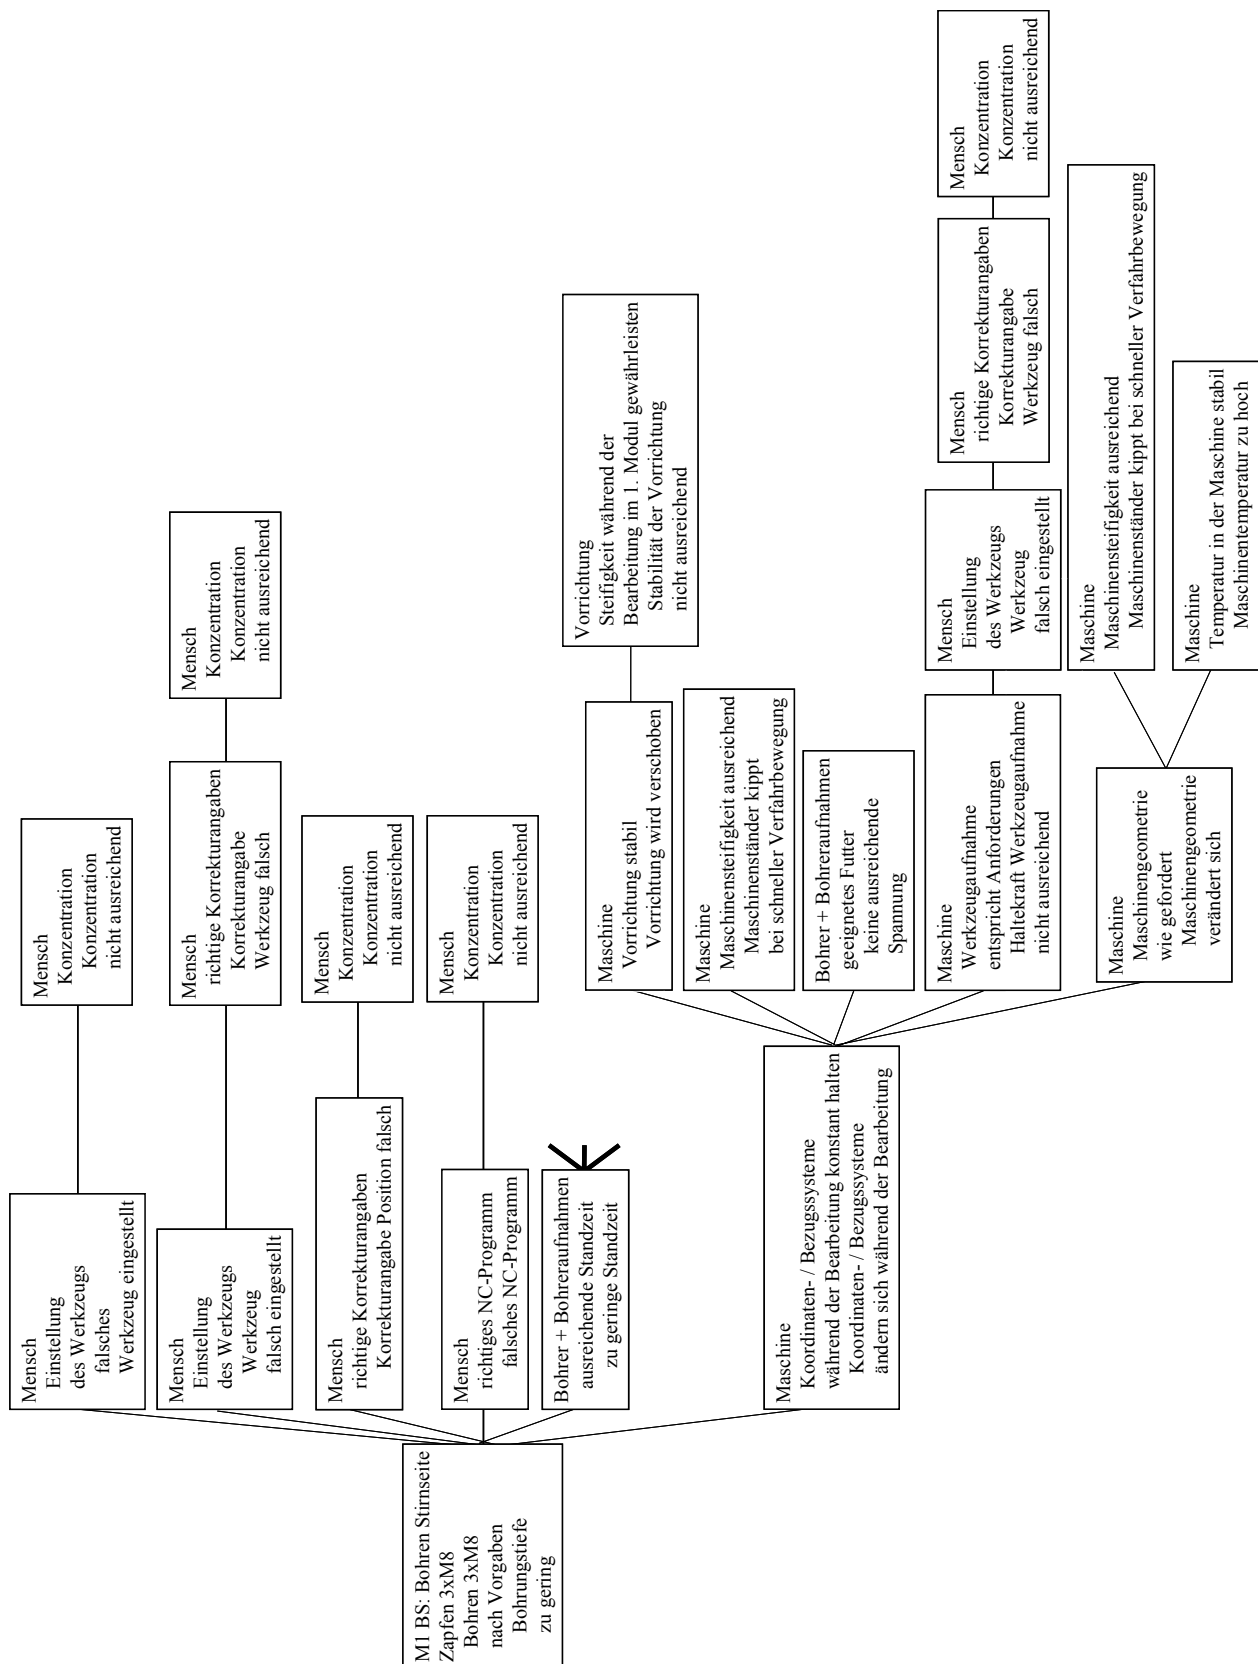 M1 BS: Bohren Stirnseite
Zapfen 3xM8
Bohren 3xM8
nach Vorgaben
Bohrungstiefe
zu gering
Mensch
Einstellung
des Werkzeugs
falsches
Werkzeug eingestellt
Mensch
Konzentration
Konzentration
nicht ausreichend
Mensch
Einstellung
des Werkzeugs
Werkzeug
falsch eingestellt
Mensch
richtige Korrekturangaben
Korrekturangabe
Werkzeug falsch
Mensch
Konzentration
Konzentration
nicht ausreichend
Mensch
richtige Korrekturangaben
Korrekturangabe Position falsch
Mensch
Konzentration
Konzentration
nicht ausreichend
Mensch
richtiges NC-Programm
falsches NC-Programm
Mensch
Konzentration
Konzentration
nicht ausreichend
Bohrer + Bohreraufnahmen
ausreichende Standzeit
zu geringe Standzeit
Maschine
Koordinaten- / Bezugssysteme
während der Bearbeitung konstant halten
Koordinaten- / Bezugssysteme
ändern sich während der Bearbeitung
Maschine
Vorrichtung stabil
Vorrichtung wird verschoben
Vorrichtung
Steifigkeit während der
Bearbeitung im 1. Modul gewährleisten
Stabilität der Vorrichtung
nicht ausreichend
Maschine
Maschinensteifigkeit ausreichend
Maschinenständer kippt
bei schneller Verfahrbewegung
Bohrer + Bohreraufnahmen
geeignetes Futter
keine ausreichende
Spannung
Maschine
Werkzeugaufnahme
entspricht Anforderungen
Haltekraft Werkzeugaufnahme
nicht ausreichend
Mensch
Einstellung
des Werkzeugs
Werkzeug
falsch eingestellt
Mensch
richtige Korrekturangaben
Korrekturangabe
Werkzeug falsch
Mensch
Konzentration
Konzentration
nicht ausreichend
Maschine
Maschinengeometrie
wie gefordert
Maschinengeometrie
verändert sich
Maschine
Maschinensteifigkeit ausreichend
Maschinenständer kippt bei schneller Verfahrbewegung
Maschine
Temperatur in der Maschine stabil
Maschinentemperatur zu hoch